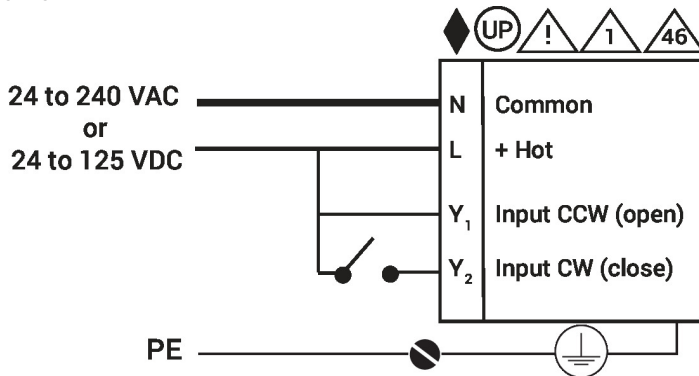 UP ! 1 46
24 to 240 VAC
or
24 to 125 VDC
N Common
L + Hot
Y₁ Input CCW (open)
Y₂ Input CW (close)
PE